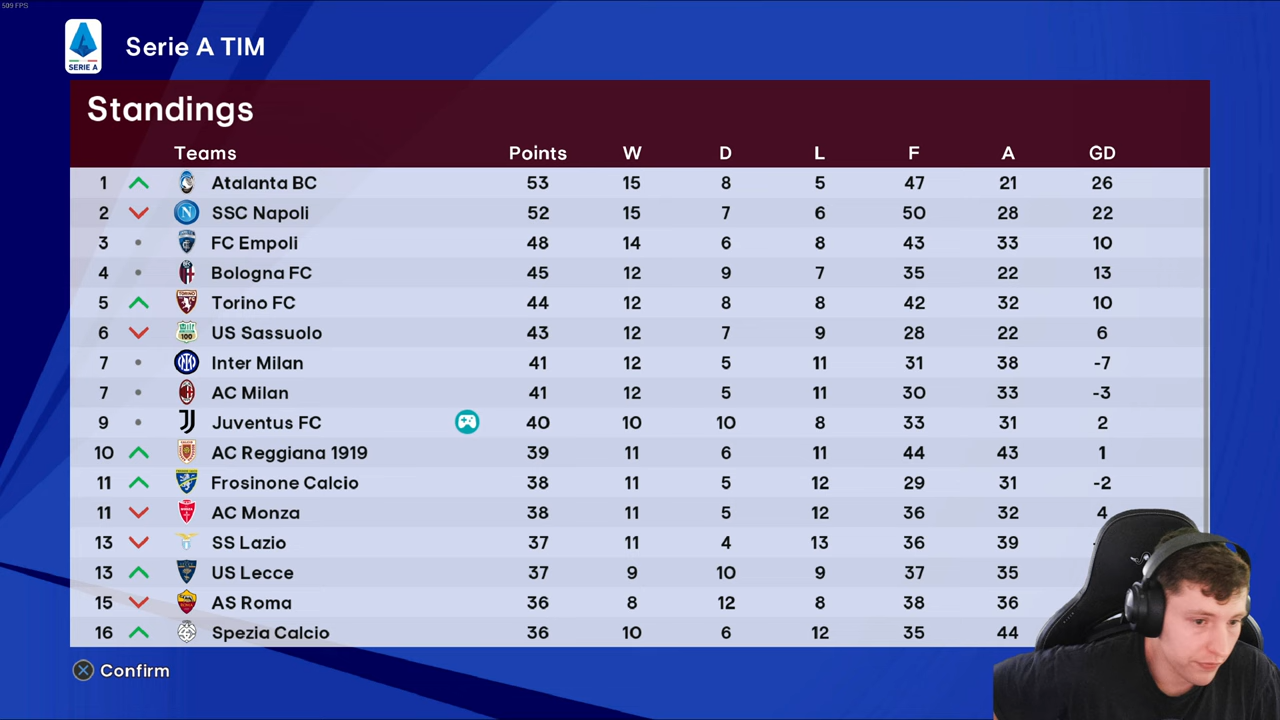 509 FPS
SERIE A
Serie A TIM
Standings
Teams Points W D L F A GD
1 Atalanta BC 53 15 8 5 47 21 26
2 SSC Napoli 52 15 7 6 50 28 22
3 FC Empoli 48 14 6 8 43 33 10
4 Bologna FC 45 12 9 7 35 22 13
5 Torino FC 44 12 8 8 42 32 10
6 US Sassuolo 43 12 7 9 28 22 6
7 Inter Milan 41 12 5 11 31 38 -7
7 AC Milan 41 12 5 11 30 33 -3
9 Juventus FC 40 10 10 8 33 31 2
10 AC Reggiana 1919 39 11 6 11 44 43 1
11 Frosinone Calcio 38 11 5 12 29 31 -2
11 AC Monza 38 11 5 12 36 32 4
13 SS Lazio 37 11 4 13 36 39
13 US Lecce 37 9 10 9 37 35
15 AS Roma 36 8 12 8 38 36
16 Spezia Calcio 36 10 6 12 35 44
Confirm